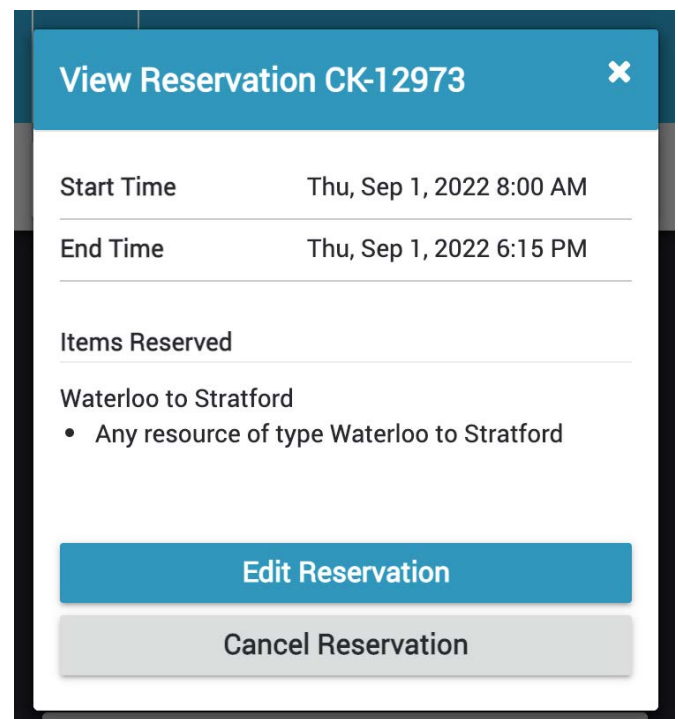 View Reservation CK-12973 ✖
Start Time Thu, Sep 1, 2022 8:00 AM
End Time Thu, Sep 1, 2022 6:15 PM
Items Reserved
Waterloo to Stratford
• Any resource of type Waterloo to Stratford
Edit Reservation
Cancel Reservation